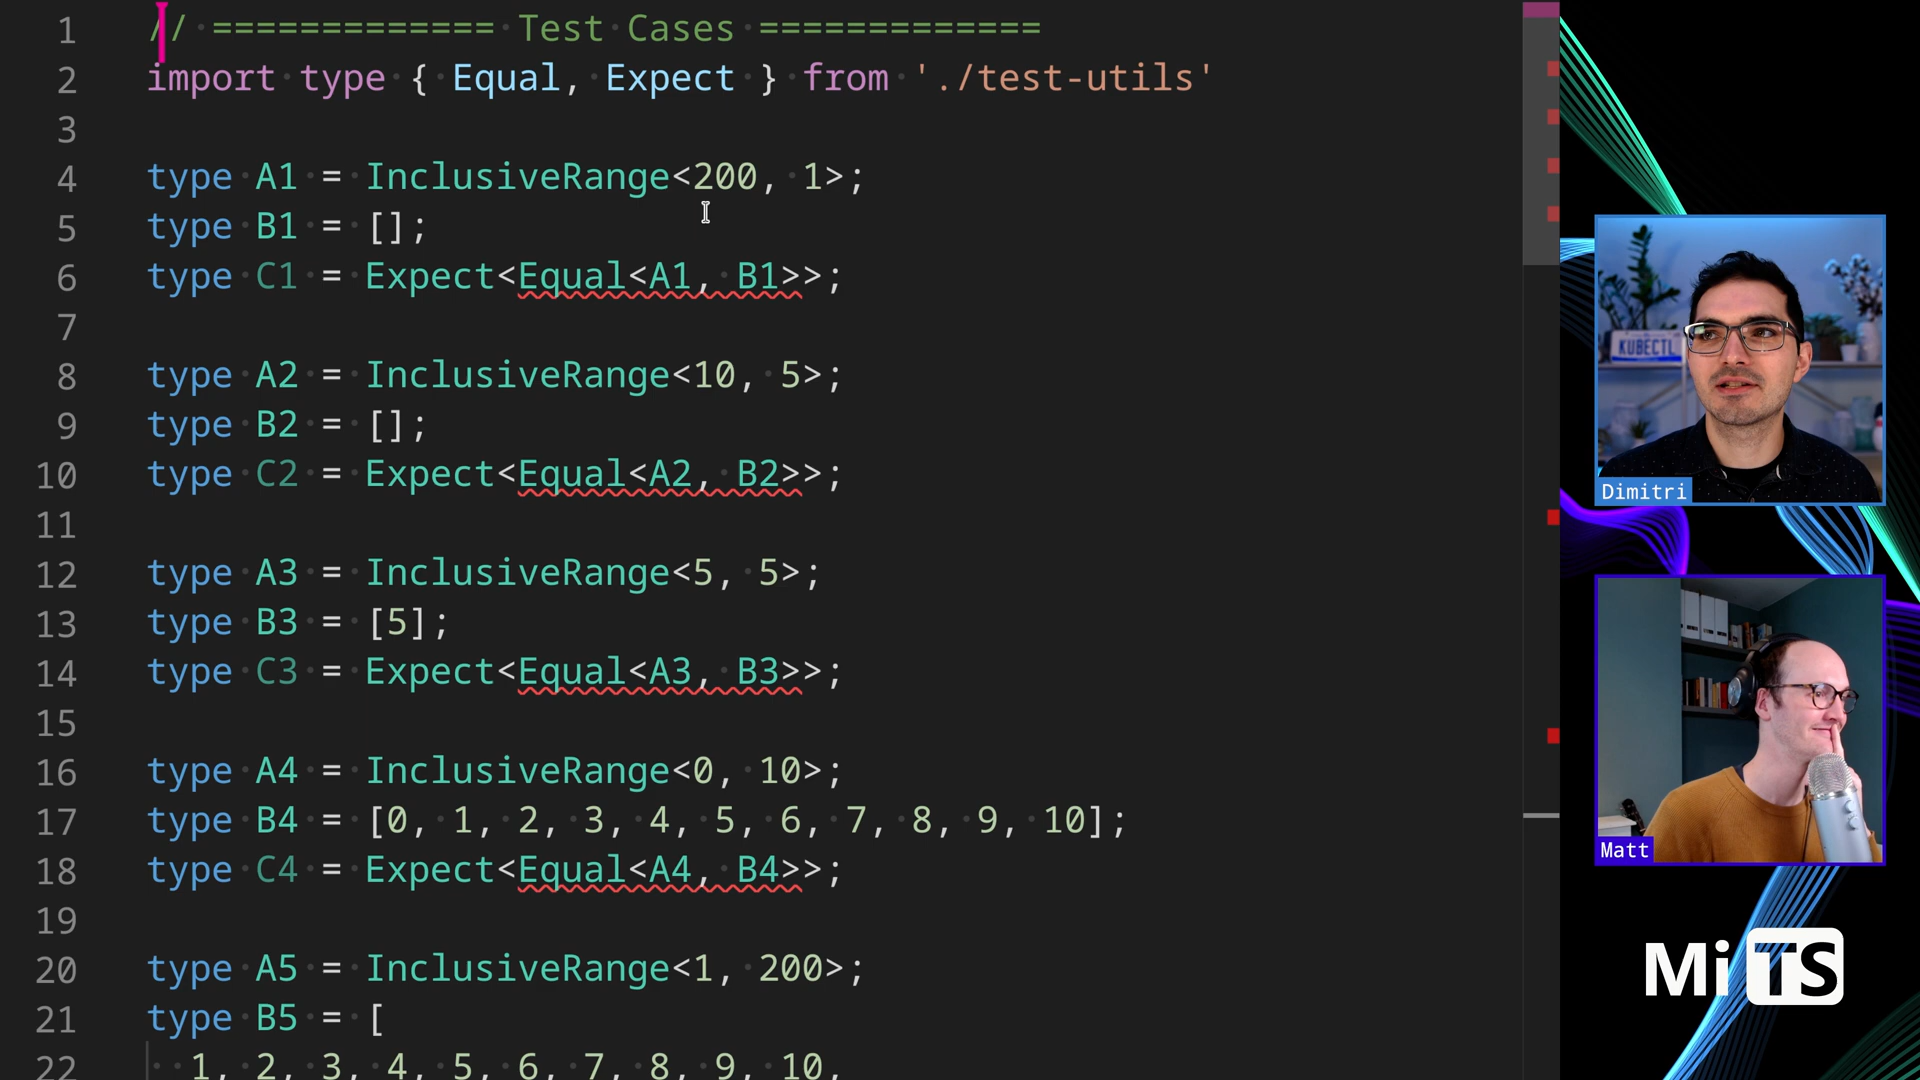 1 // ============= Test Cases =============
2 import type { Equal, Expect } from './test-utils'
3
4 type A1 = InclusiveRange<200, 1>;
5 type B1 = [];
6 type C1 = Expect<Equal<A1, B1>>;
7
8 type A2 = InclusiveRange<10, 5>;
9 type B2 = [];
10 type C2 = Expect<Equal<A2, B2>>;
11
12 type A3 = InclusiveRange<5, 5>;
13 type B3 = [5];
14 type C3 = Expect<Equal<A3, B3>>;
15
16 type A4 = InclusiveRange<0, 10>;
17 type B4 = [0, 1, 2, 3, 4, 5, 6, 7, 8, 9, 10];
18 type C4 = Expect<Equal<A4, B4>>;
19
20 type A5 = InclusiveRange<1, 200>;
21 type B5 = [
22 1, 2, 3, 4, 5, 6, 7, 8, 9, 10,
KUBECTL
Dimitri
Matt
MiTS